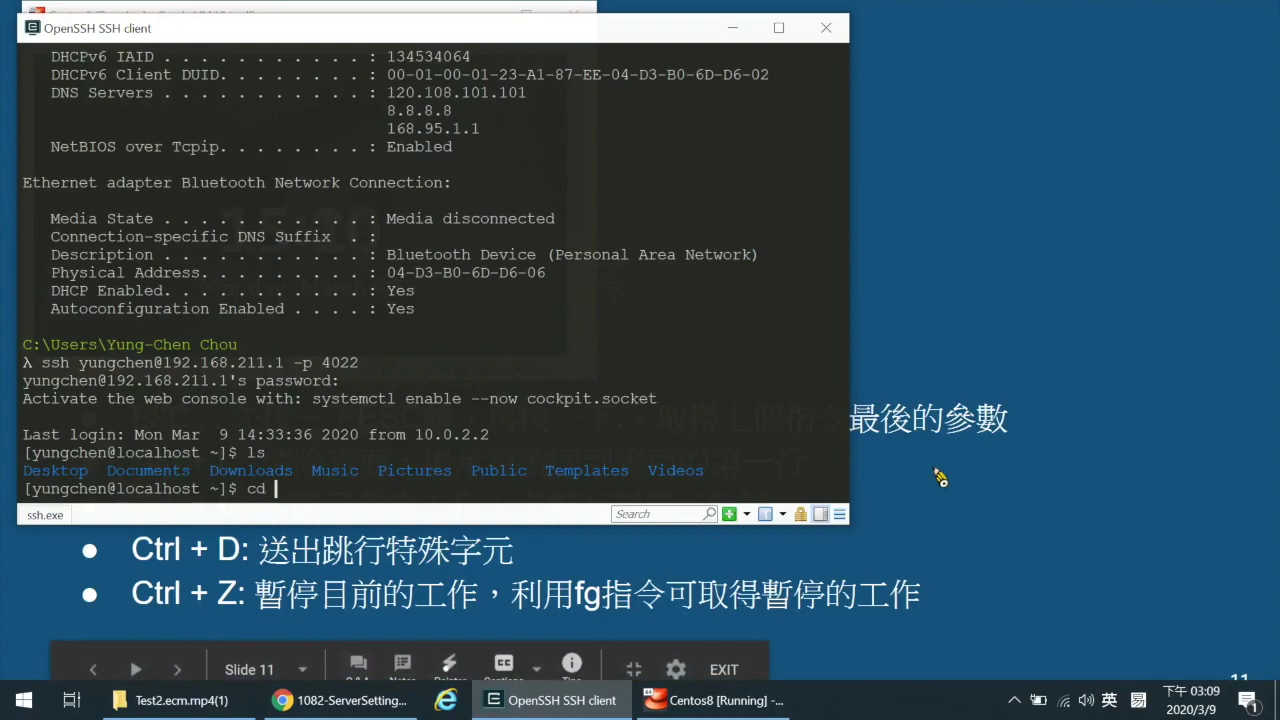 OpenSSH SSH client
DHCPv6 IAID . . . . . . . . . . . : 134534064
DHCPv6 Client DUID. . . . . . . . : 00-01-00-01-23-A1-87-EE-04-D3-B0-6D-D6-02
DNS Servers . . . . . . . . . . . : 120.108.101.101
8.8.8.8
168.95.1.1
NetBIOS over Tcpip. . . . . . . . : Enabled
Ethernet adapter Bluetooth Network Connection:
Media State . . . . . . . . . . . : Media disconnected
Connection-specific DNS Suffix  . :
Description . . . . . . . . . . . : Bluetooth Device (Personal Area Network)
Physical Address. . . . . . . . . : 04-D3-B0-6D-D6-06
DHCP Enabled. . . . . . . . . . . : Yes
Autoconfiguration Enabled . . . . : Yes
C:\Users\Yung-Chen Chou
λ ssh yungchen@192.168.211.1 -p 4022
yungchen@192.168.211.1's password:
Activate the web console with: systemctl enable --now cockpit.socket
Last login: Mon Mar  9 14:33:36 2020 from 10.0.2.2
[yungchen@localhost ~]$ ls
Desktop  Documents  Downloads  Music  Pictures  Public  Templates  Videos
[yungchen@localhost ~]$ cd
ssh.exe
Search
取得上個指令最後的參數
Ctrl + D: 送出跳行特殊字元
Ctrl + Z: 暫停目前的工作，利用fg指令可取得暫停的工作
Slide 11
EXIT
11
Test2.ecm.mp4(1)
1082-ServerSetting...
OpenSSH SSH client
Centos8 [Running] -...
英
下午 03:09
2020/3/9
1